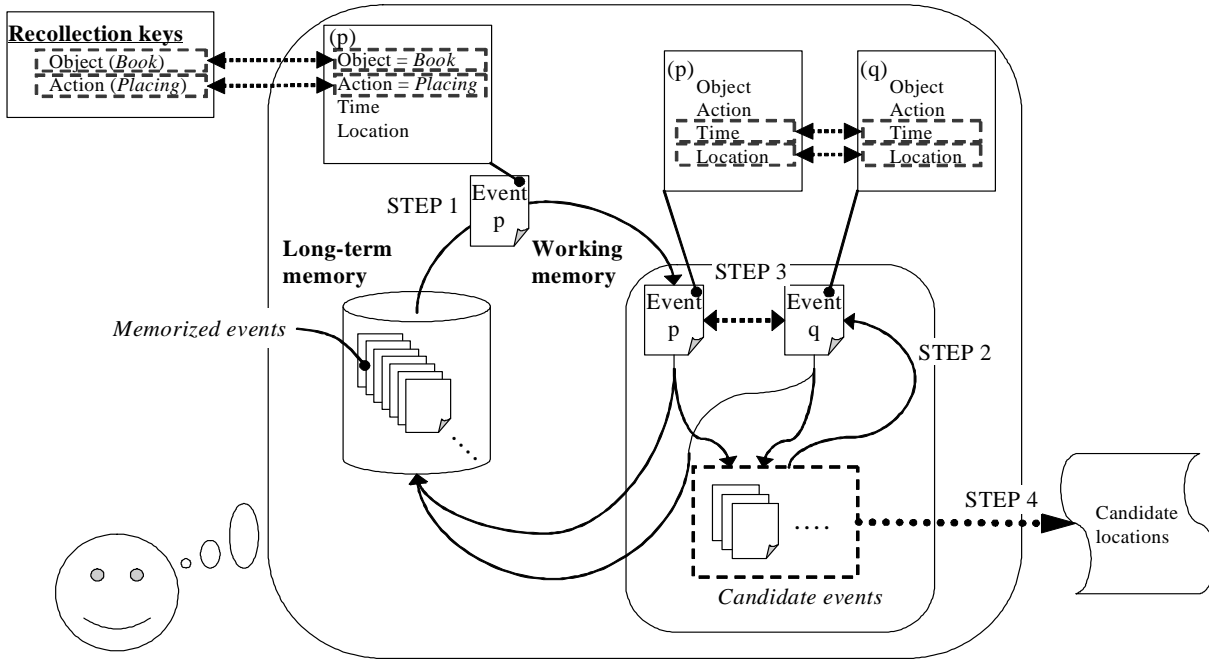 Recollection keys
Object (Book)
Action (Placing)
(p)
Object = Book
Action = Placing
Time
Location
(p)
Object
Action
Time
Location
(q)
Object
Action
Time
Location
STEP 1
Event
p
Long-term
memory
Working
memory
STEP 3
Event
p
Event
q
Memorized events
STEP 2
STEP 4
Candidate
locations
Candidate events